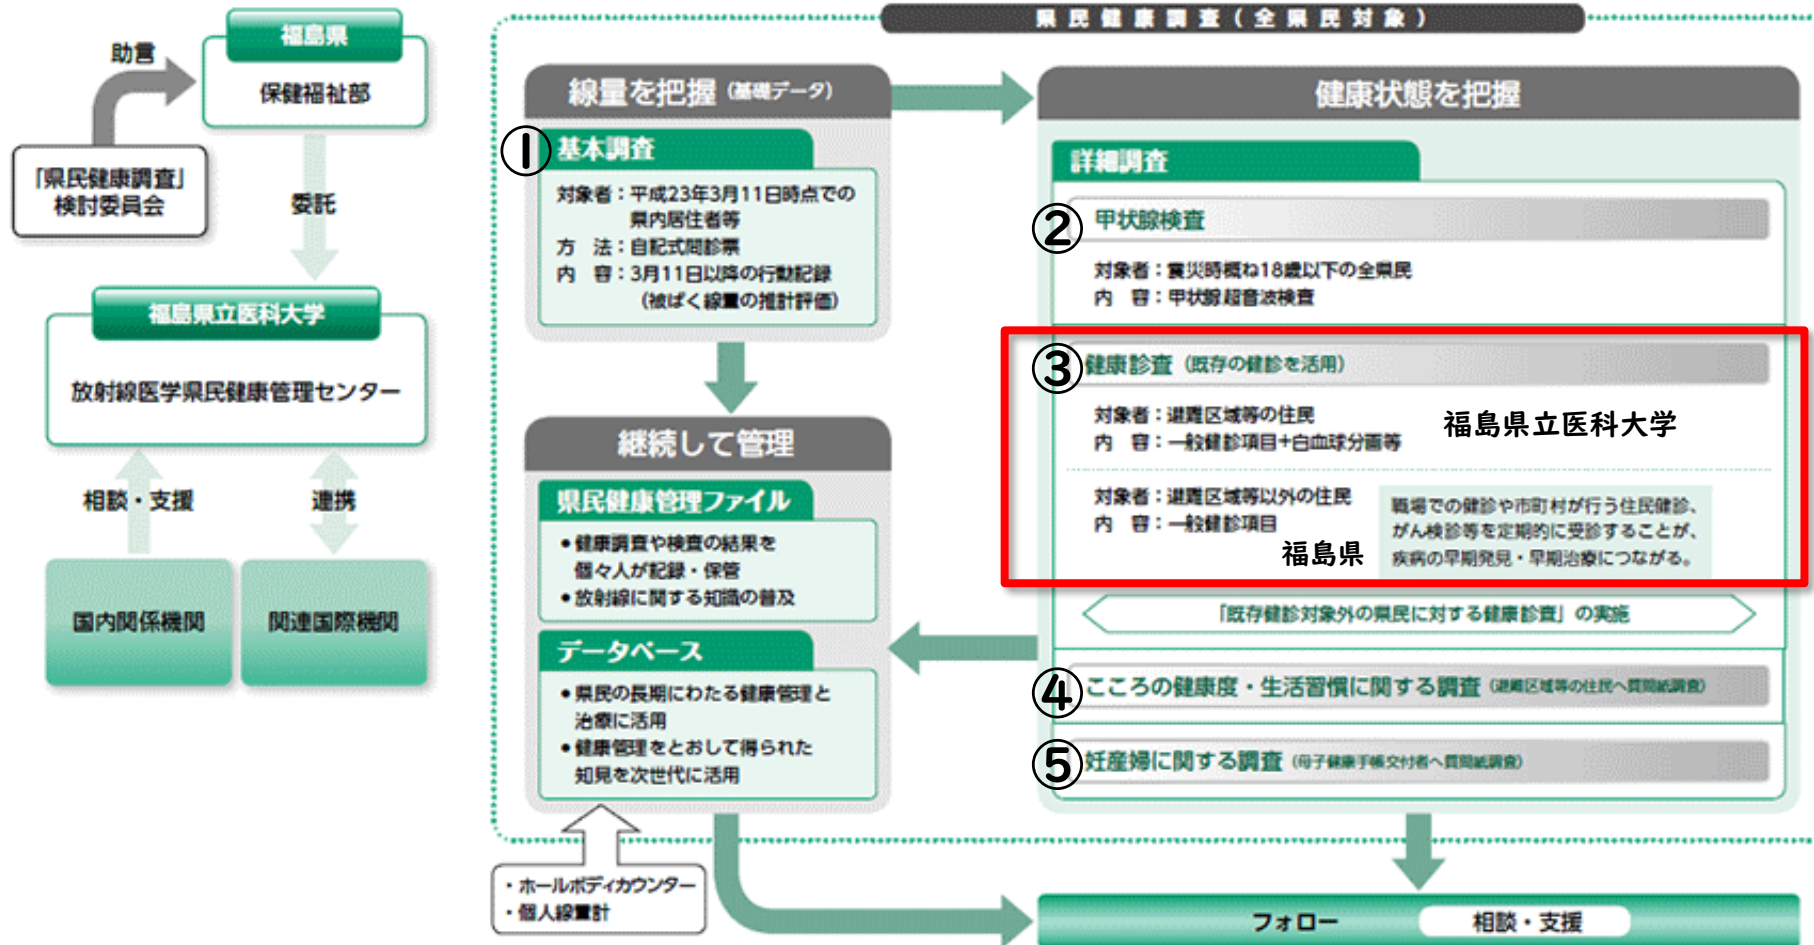 助言
福島県
保健福祉部
「県民健康調査」
検討委員会
委託
福島県立医科大学
放射線医学県民健康管理センター
相談・支援
連携
国内関係機関
関連国際機関
県民健康調査(全県民対象)
線量を把握(基礎データ)
①基本調査
対象者：平成23年3月11日時点での
県内居住者等
方　法：自記式問診票
内　容：3月11日以降の行動記録
(被ばく線量の推計評価)
継続して管理
県民健康管理ファイル
●健康調査や検査の結果を
個々人が記録・保管
●放射線に関する知識の普及
データベース
●県民の長期にわたる健康管理と
治療に活用
●健康管理をとおして得られた
知見を次世代に活用
・ホールボディカウンター
・個人線量計
健康状態を把握
詳細調査
②甲状腺検査
対象者：震災時概ね18歳以下の全県民
内　容：甲状腺超音波検査
③健康診査(既存の健診を活用)
対象者：避難区域等の住民
内　容：一般健診項目+白血球分画等
福島県立医科大学
対象者：避難区域等以外の住民
内　容：一般健診項目
福島県
職場での健診や市町村が行う住民健診、
がん検診等を定期的に受診することが、
疾病の早期発見・早期治療につながる。
「既存健診対象外の県民に対する健康診査」の実施
④こころの健康度・生活習慣に関する調査(避難区域等の住民へ質問紙調査)
⑤妊産婦に関する調査(母子健康手帳交付者へ質問紙調査)
フォロー
相談・支援